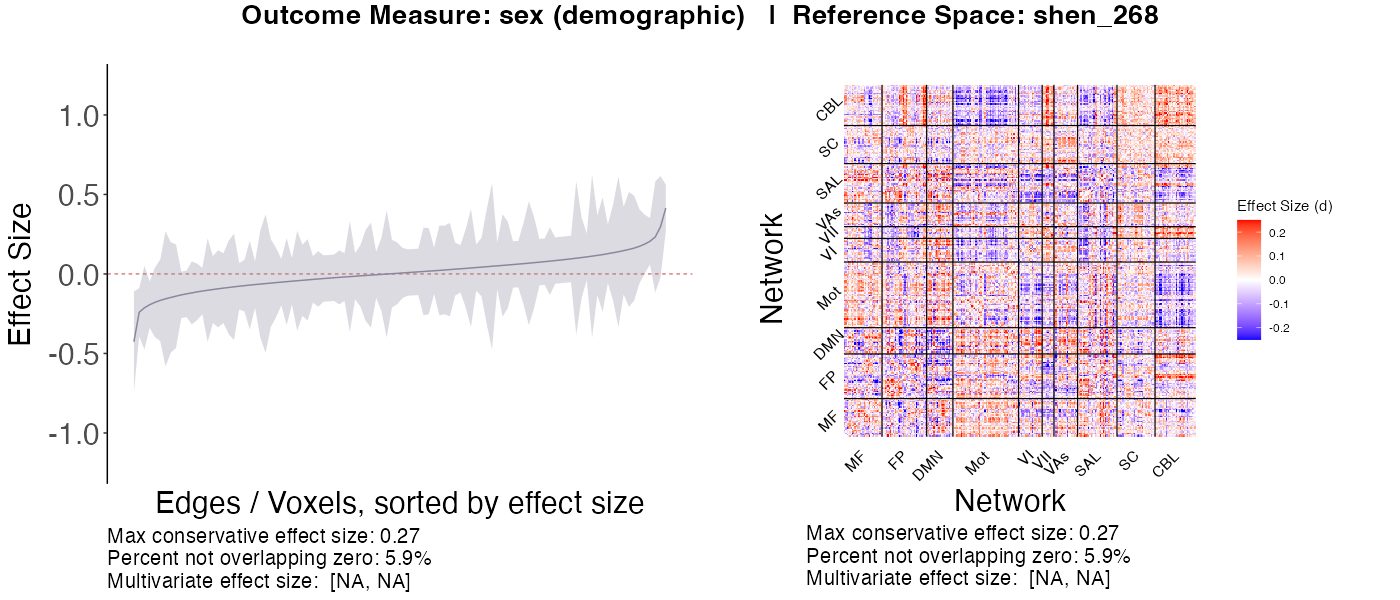 Outcome Measure: sex (demographic) | Reference Space: shen_268
Effect Size
1.0
0.5
0.0
-0.5
-1.0
Edges / Voxels, sorted by effect size
Max conservative effect size: 0.27
Percent not overlapping zero: 5.9%
Multivariate effect size: [NA, NA]
Network
CBL
SC
SAL
VAs
VII
VI
Mot
DMN
FP
MF
MF
FP
DMN
Mot
VI
VII
VAs
SAL
SC
CBL
Network
Max conservative effect size: 0.27
Percent not overlapping zero: 5.9%
Multivariate effect size: [NA, NA]
Effect Size (d)
0.2
0.1
0.0
-0.1
-0.2